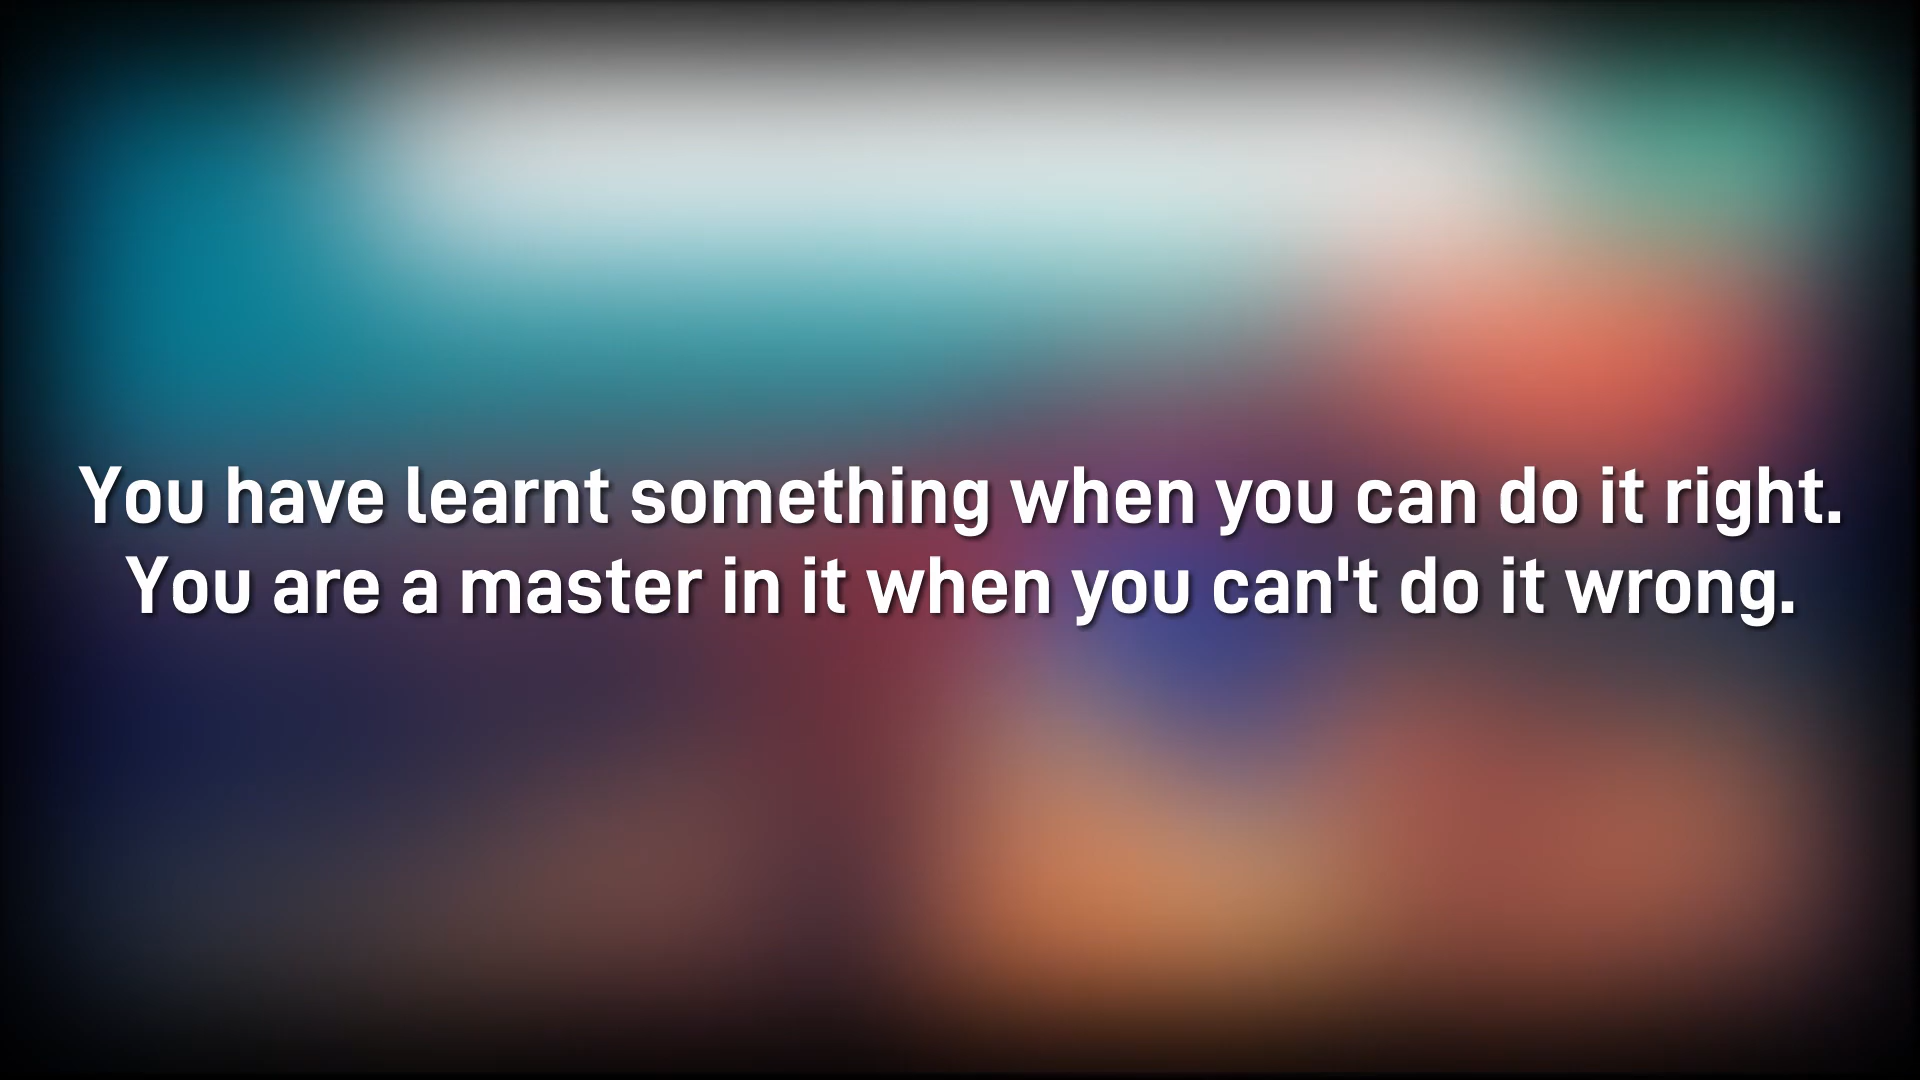 You have learnt something when you can do it right.
You are a master in it when you can't do it wrong.